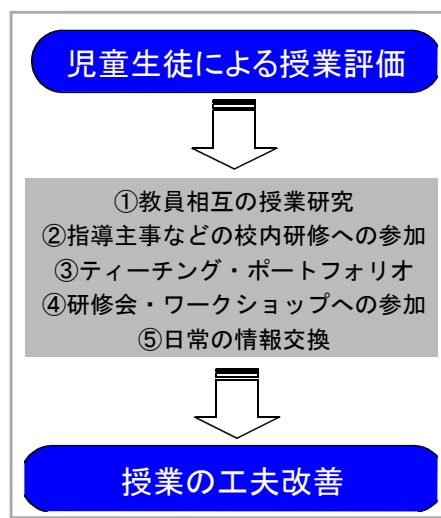 児童生徒による授業評価
①教員相互の授業研究
②指導主事などの校内研修への参加
③ティーチング・ポートフォリオ
④研修会・ワークショップへの参加
⑤日常の情報交換
授業の工夫改善